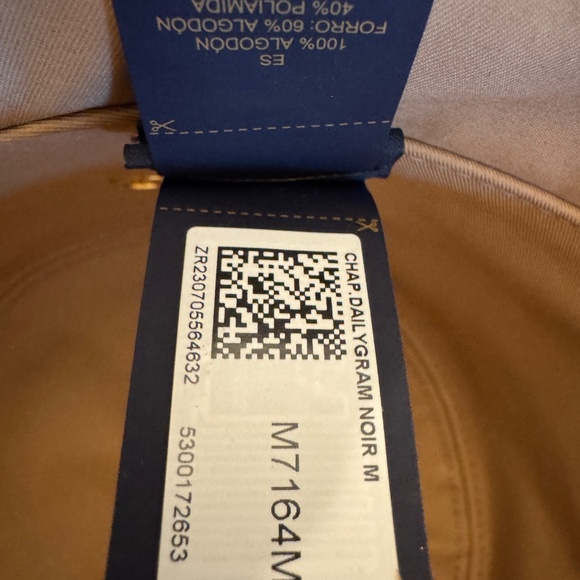 ES
100% ALGODÓN
FORRO: 60% ALGODÓN
40% POLIAMIDA
CHAP.DAILYGRAM NOIR M
M7164M
ZR230705564632
5300172653